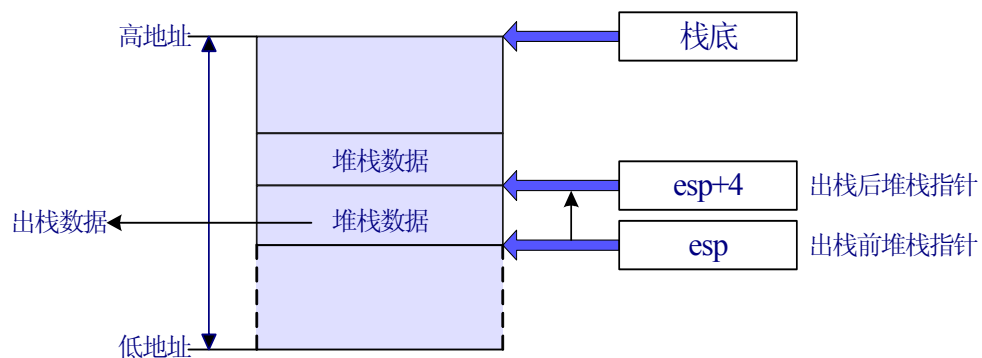 高地址
栈底
堆栈数据
esp+4
出栈后堆栈指针
出栈数据
堆栈数据
esp
出栈前堆栈指针
低地址